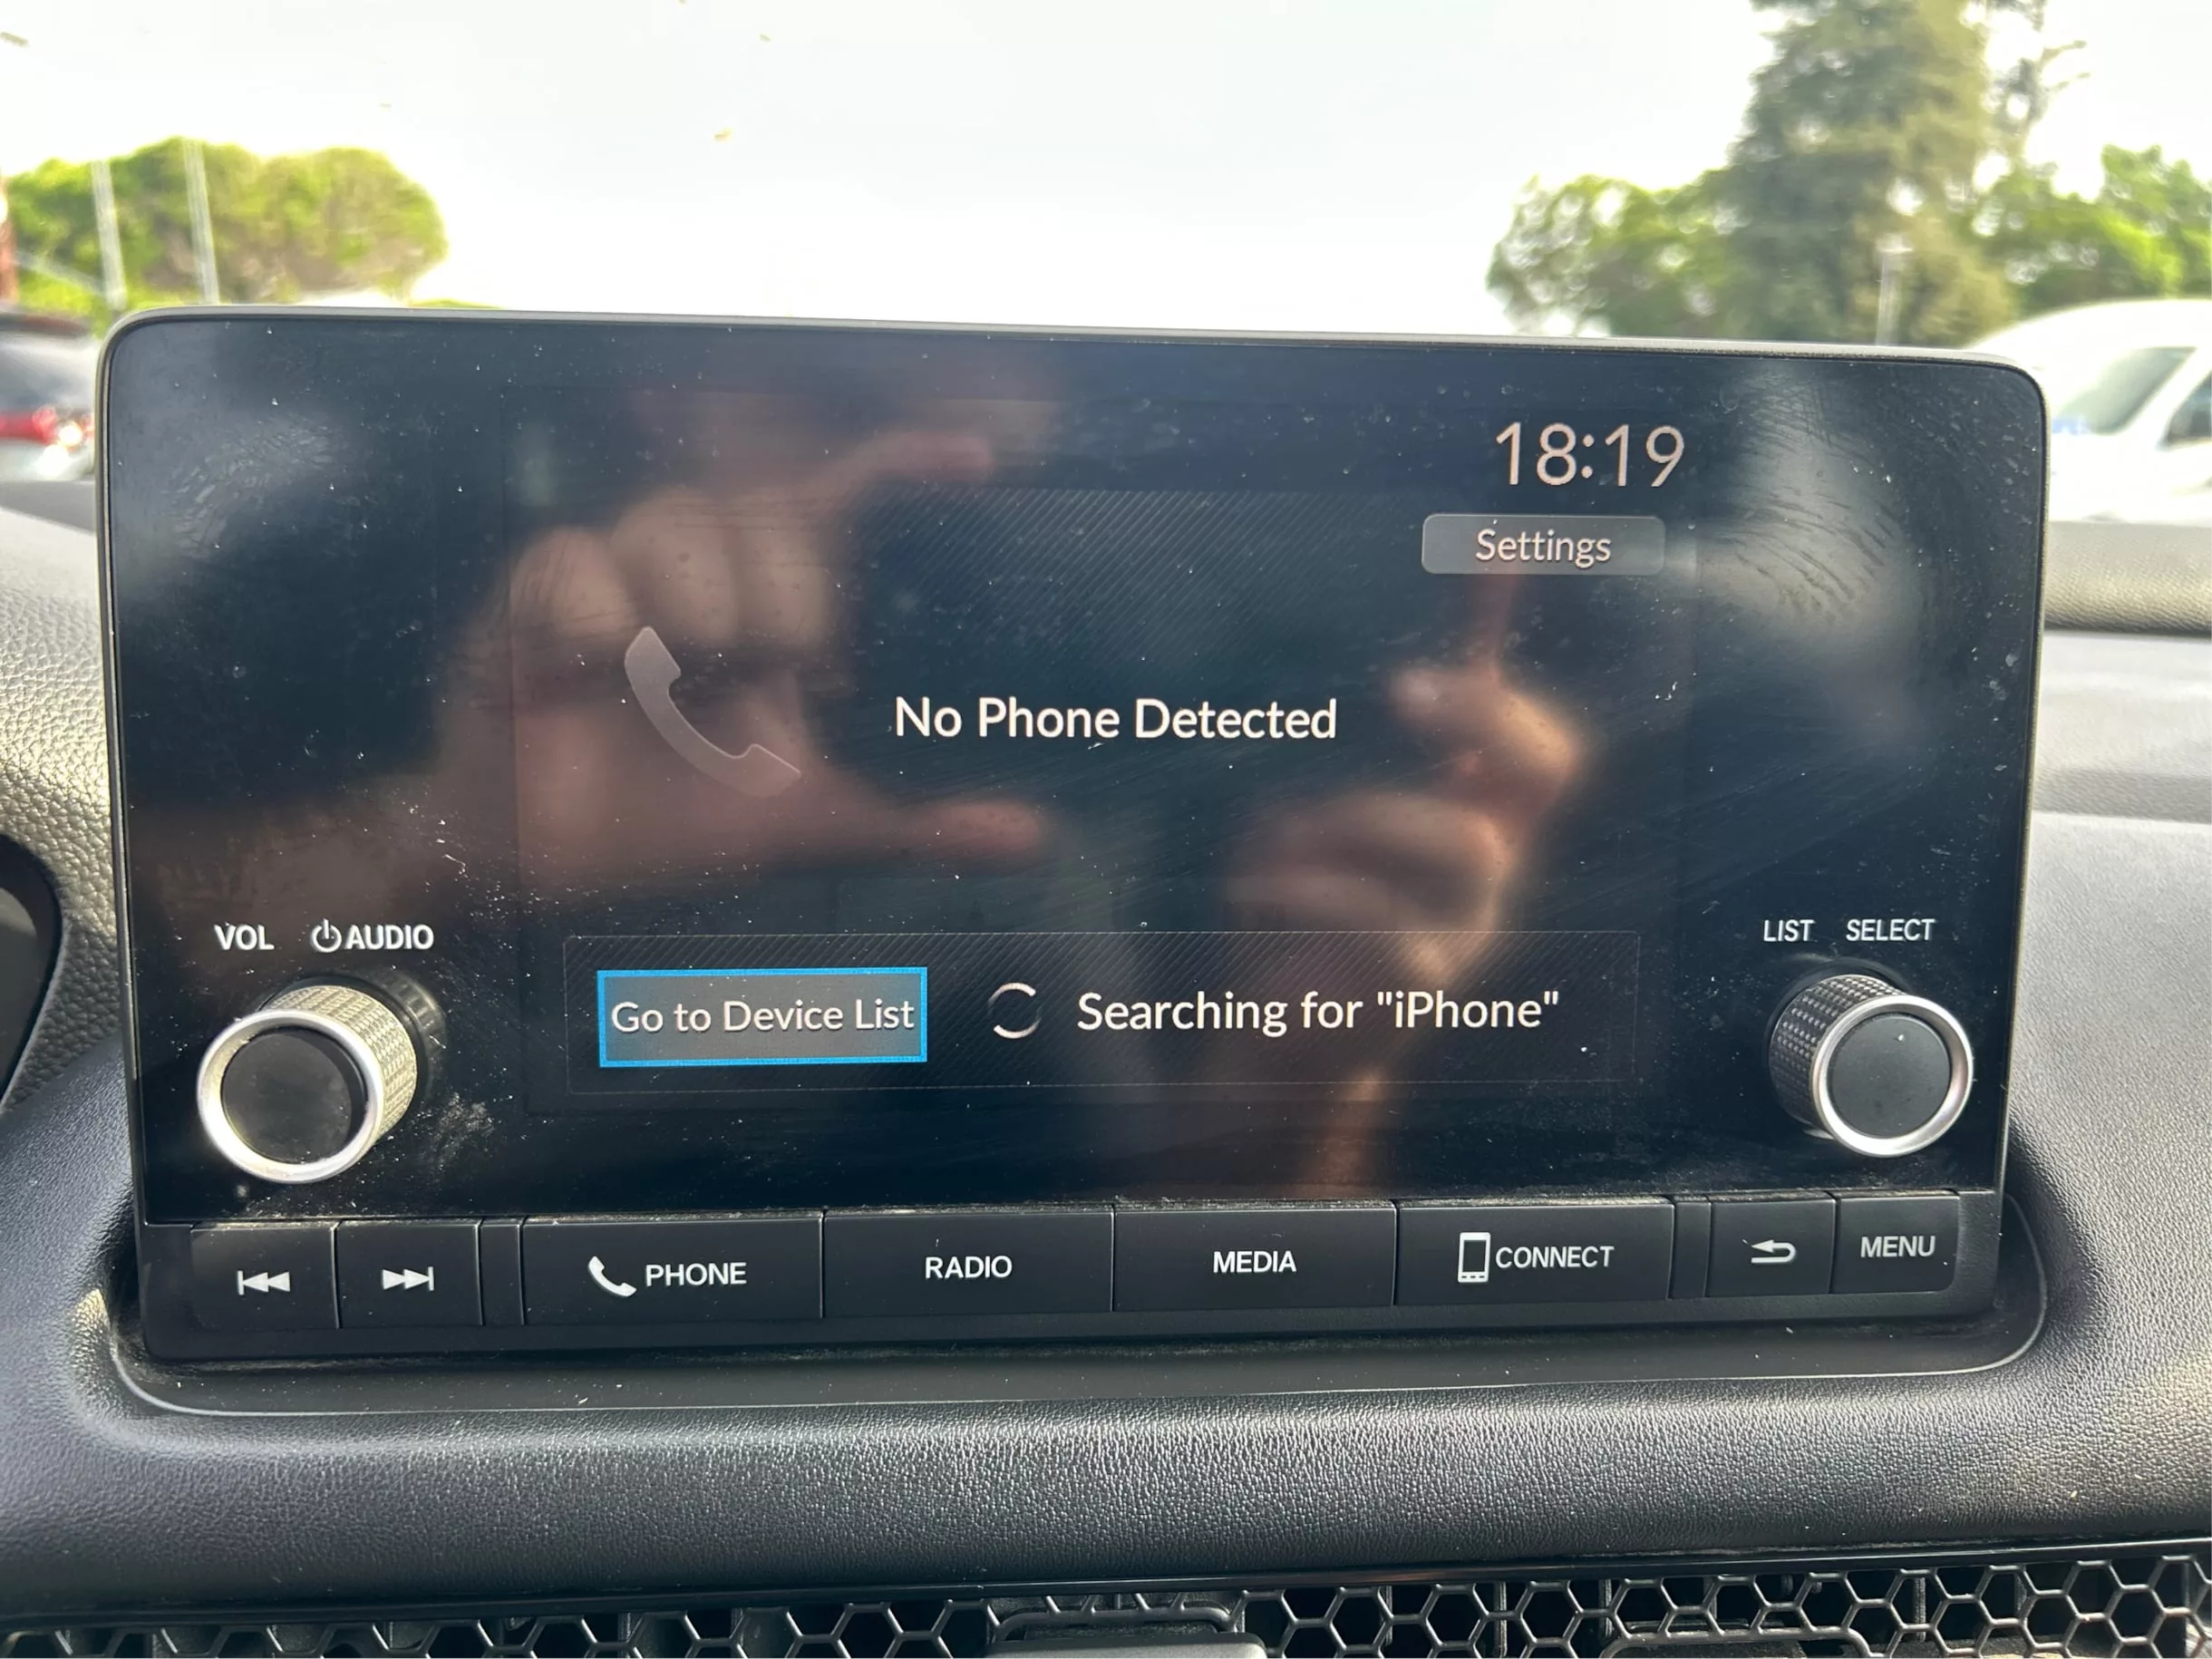 18:19
Settings
No Phone Detected
VOL AUDIO
LIST SELECT
Go to Device List
Searching for "iPhone"
PHONE
RADIO
MEDIA
CONNECT
MENU